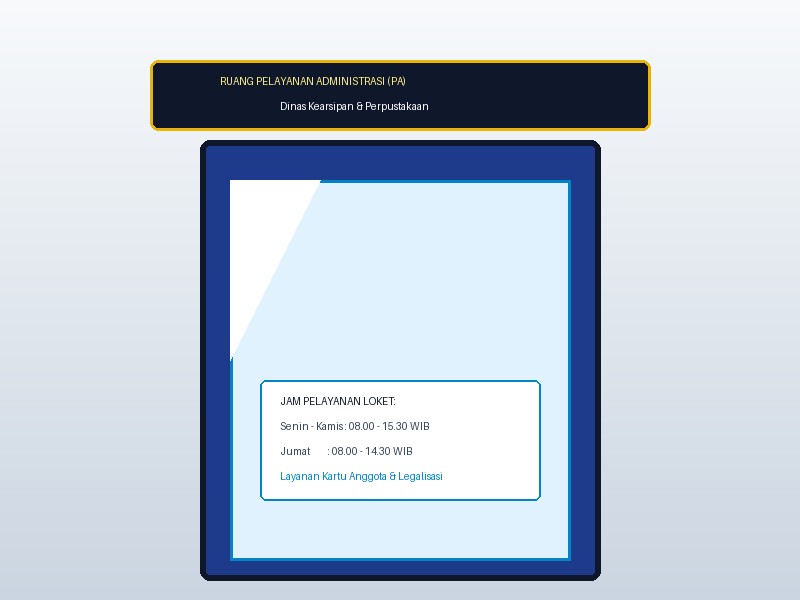 RUANG PELAYANAN ADMINISTRASI (PA)
Dinas Kearsipan & Perpustakaan
JAM PELAYANAN LOKET:
Senin - Kamis: 08.00 - 15.30 WIB
Jumat : 08.00 - 14.30 WIB
Layanan Kartu Anggota & Legalisasi